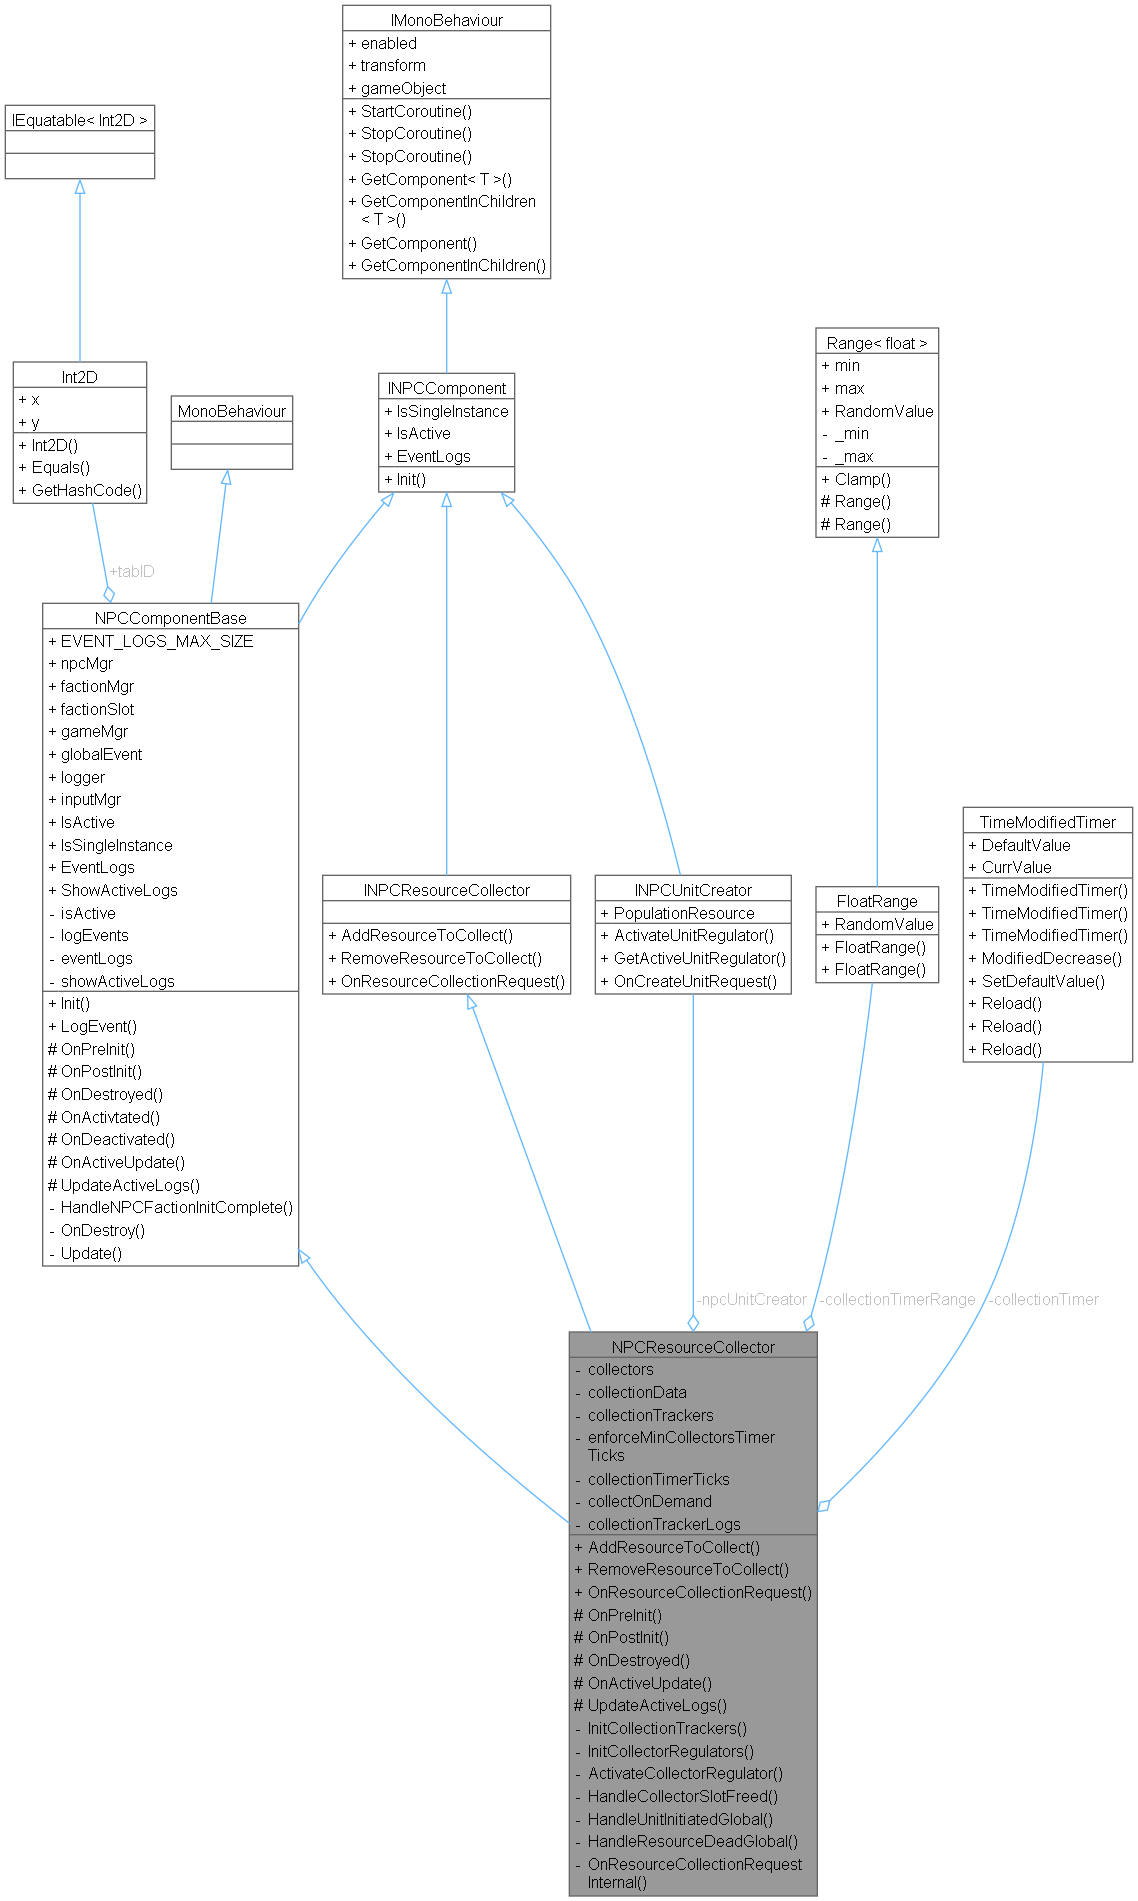 IMonoBehaviour
+ enabled
+ transform
+ gameObject
+ StartCoroutine()
+ StopCoroutine()
+ StopCoroutine()
+ GetComponent< T >()
+ GetComponentInChildren
< T >()
+ GetComponent()
+ GetComponentInChildren()
IEquatable< Int2D >
Int2D
+ x
+ y
+ Int2D()
+ Equals()
+ GetHashCode()
MonoBehaviour
INPCComponent
+ IsSingleInstance
+ IsActive
+ EventLogs
+ Init()
Range< float >
+ min
+ max
+ RandomValue
- _min
- _max
+ Clamp()
# Range()
# Range()
+tabID
NPCComponentBase
+ EVENT_LOGS_MAX_SIZE
+ npcMgr
+ factionMgr
+ factionSlot
+ gameMgr
+ globalEvent
+ logger
+ inputMgr
+ IsActive
+ IsSingleInstance
+ EventLogs
+ ShowActiveLogs
- isActive
- logEvents
- eventLogs
- showActiveLogs
+ Init()
+ LogEvent()
# OnPreInit()
# OnPostInit()
# OnDestroyed()
# OnActivtated()
# OnDeactivated()
# OnActiveUpdate()
# UpdateActiveLogs()
- HandleNPCFactionInitComplete()
- OnDestroy()
- Update()
INPCResourceCollector
+ AddResourceToCollect()
+ RemoveResourceToCollect()
+ OnResourceCollectionRequest()
INPCUnitCreator
+ PopulationResource
+ ActivateUnitRegulator()
+ GetActiveUnitRegulator()
+ OnCreateUnitRequest()
FloatRange
+ RandomValue
+ FloatRange()
+ FloatRange()
TimeModifiedTimer
+ DefaultValue
+ CurrValue
+ TimeModifiedTimer()
+ TimeModifiedTimer()
+ TimeModifiedTimer()
+ ModifiedDecrease()
+ SetDefaultValue()
+ Reload()
+ Reload()
+ Reload()
-npcUnitCreator
-collectionTimerRange
-collectionTimer
NPCResourceCollector
- collectors
- collectionData
- collectionTrackers
- enforceMinCollectorsTimer
Ticks
- collectionTimerTicks
- collectOnDemand
- collectionTrackerLogs
+ AddResourceToCollect()
+ RemoveResourceToCollect()
+ OnResourceCollectionRequest()
# OnPreInit()
# OnPostInit()
# OnDestroyed()
# OnActiveUpdate()
# UpdateActiveLogs()
- InitCollectionTrackers()
- InitCollectorRegulators()
- ActivateCollectorRegulator()
- HandleCollectorSlotFreed()
- HandleUnitInitiatedGlobal()
- HandleResourceDeadGlobal()
- OnResourceCollectionRequest
Internal()